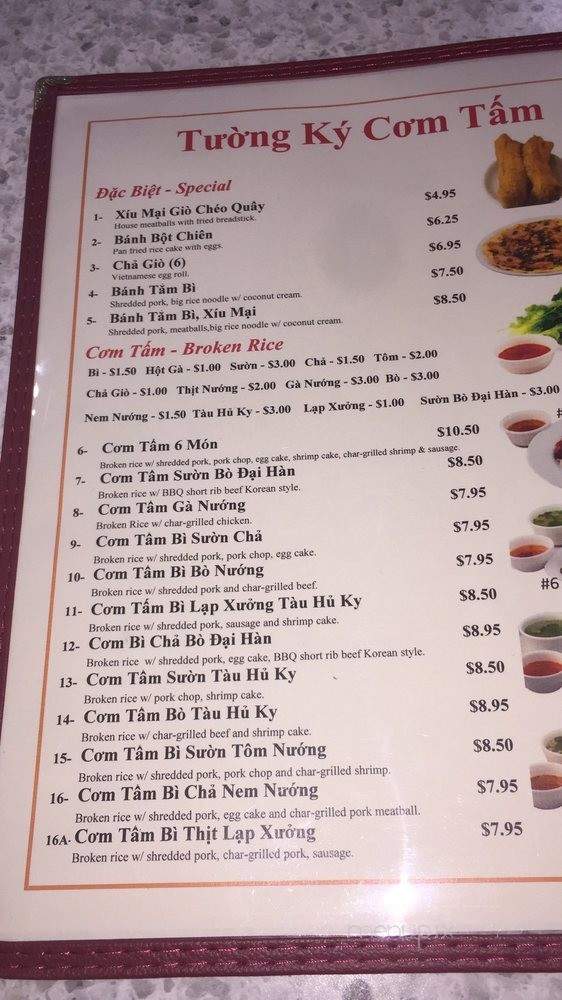 Tường Ký Cơm Tấm
Đặc Biệt - Special
1- Xíu Mại Giò Chéo Quây $4.95
House meatballs with fried breadstick.
2- Bánh Bột Chiên $6.25
Pan fried rice cake with eggs.
3- Chả Giò (6) $6.95
Vietnamese egg roll.
4- Bánh Tằm Bì $7.50
Shredded pork, big rice noodle w/ coconut cream.
5- Bánh Tằm Bì, Xíu Mại $8.50
Shredded pork, meatballs,big rice noodle w/ coconut cream.
Cơm Tấm - Broken Rice
Bì - $1.50 Hột Gà - $1.00 Sườn - $3.00 Chả - $1.50 Tôm - $2.00
Chả Giò - $1.00 Thịt Nướng - $2.00 Gà Nướng - $3.00 Bò - $3.00
Nem Nướng - $1.50 Tàu Hủ Ky - $3.00 Lạp Xưởng - $1.00 Sườn Bò Đại Hàn - $3.00
6- Cơm Tâm 6 Món $10.50
Broken rice w/ shredded pork, pork chop, egg cake, shrimp cake, char-grilled shrimp & sausage.
7- Cơm Tâm Sườn Bò Đại Hàn $8.50
Broken rice w/ BBQ short rib beef Korean style.
8- Cơm Tâm Gà Nướng $7.95
Broken Rice w/ char-grilled chicken.
9- Cơm Tâm Bì Sườn Chả $7.95
Broken rice w/ shredded pork, pork chop, egg cake.
10- Cơm Tâm Bì Bò Nướng $7.95
Broken rice w/ shredded pork and char-grilled beef.
#6
11- Cơm Tấm Bì Lạp Xưởng Tàu Hủ Ky $8.50
Broken rice w/ shredded pork, sausage and shrimp cake.
12- Cơm Bì Chả Bò Đại Hàn $8.95
Broken rice w/ shredded pork, egg cake, BBQ short rib beef Korean style.
13- Cơm Tâm Sườn Tàu Hủ Ky $8.50
Broken rice w/ pork chop, shrimp cake.
14- Cơm Tâm Bò Tàu Hủ Ky $8.95
Broken rice w/ char-grilled beef and shrimp cake.
15- Cơm Tâm Bì Sườn Tôm Nướng $8.50
Broken rice w/ shredded pork, pork chop and char-grilled shrimp.
16- Cơm Tâm Bì Chả Nem Nướng $7.95
Broken rice w/ shredded pork, egg cake and char-grilled pork meatball.
16A- Cơm Tâm Bì Thịt Lạp Xưởng $7.95
Broken rice w/ shredded pork, char-grilled pork, sausage.